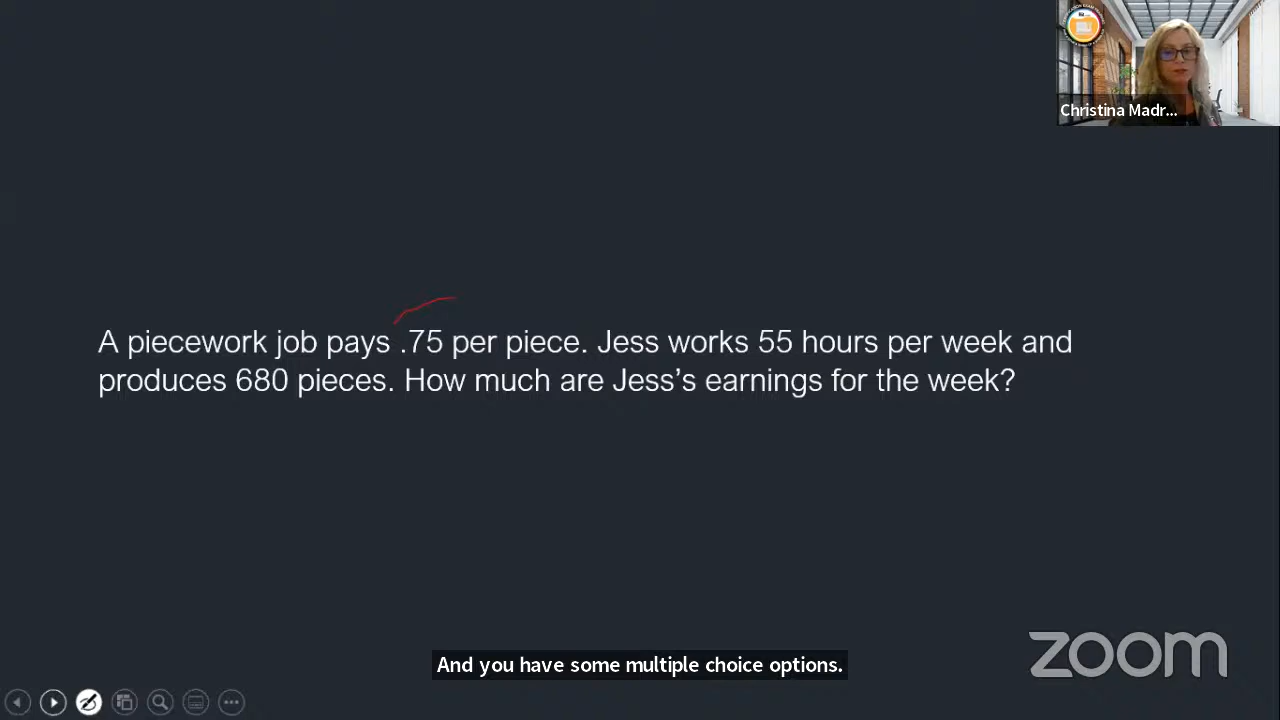 Christina Madr...
A piecework job pays .75 per piece. Jess works 55 hours per week and
produces 680 pieces. How much are Jess’s earnings for the week?
And you have some multiple choice options.
zoom